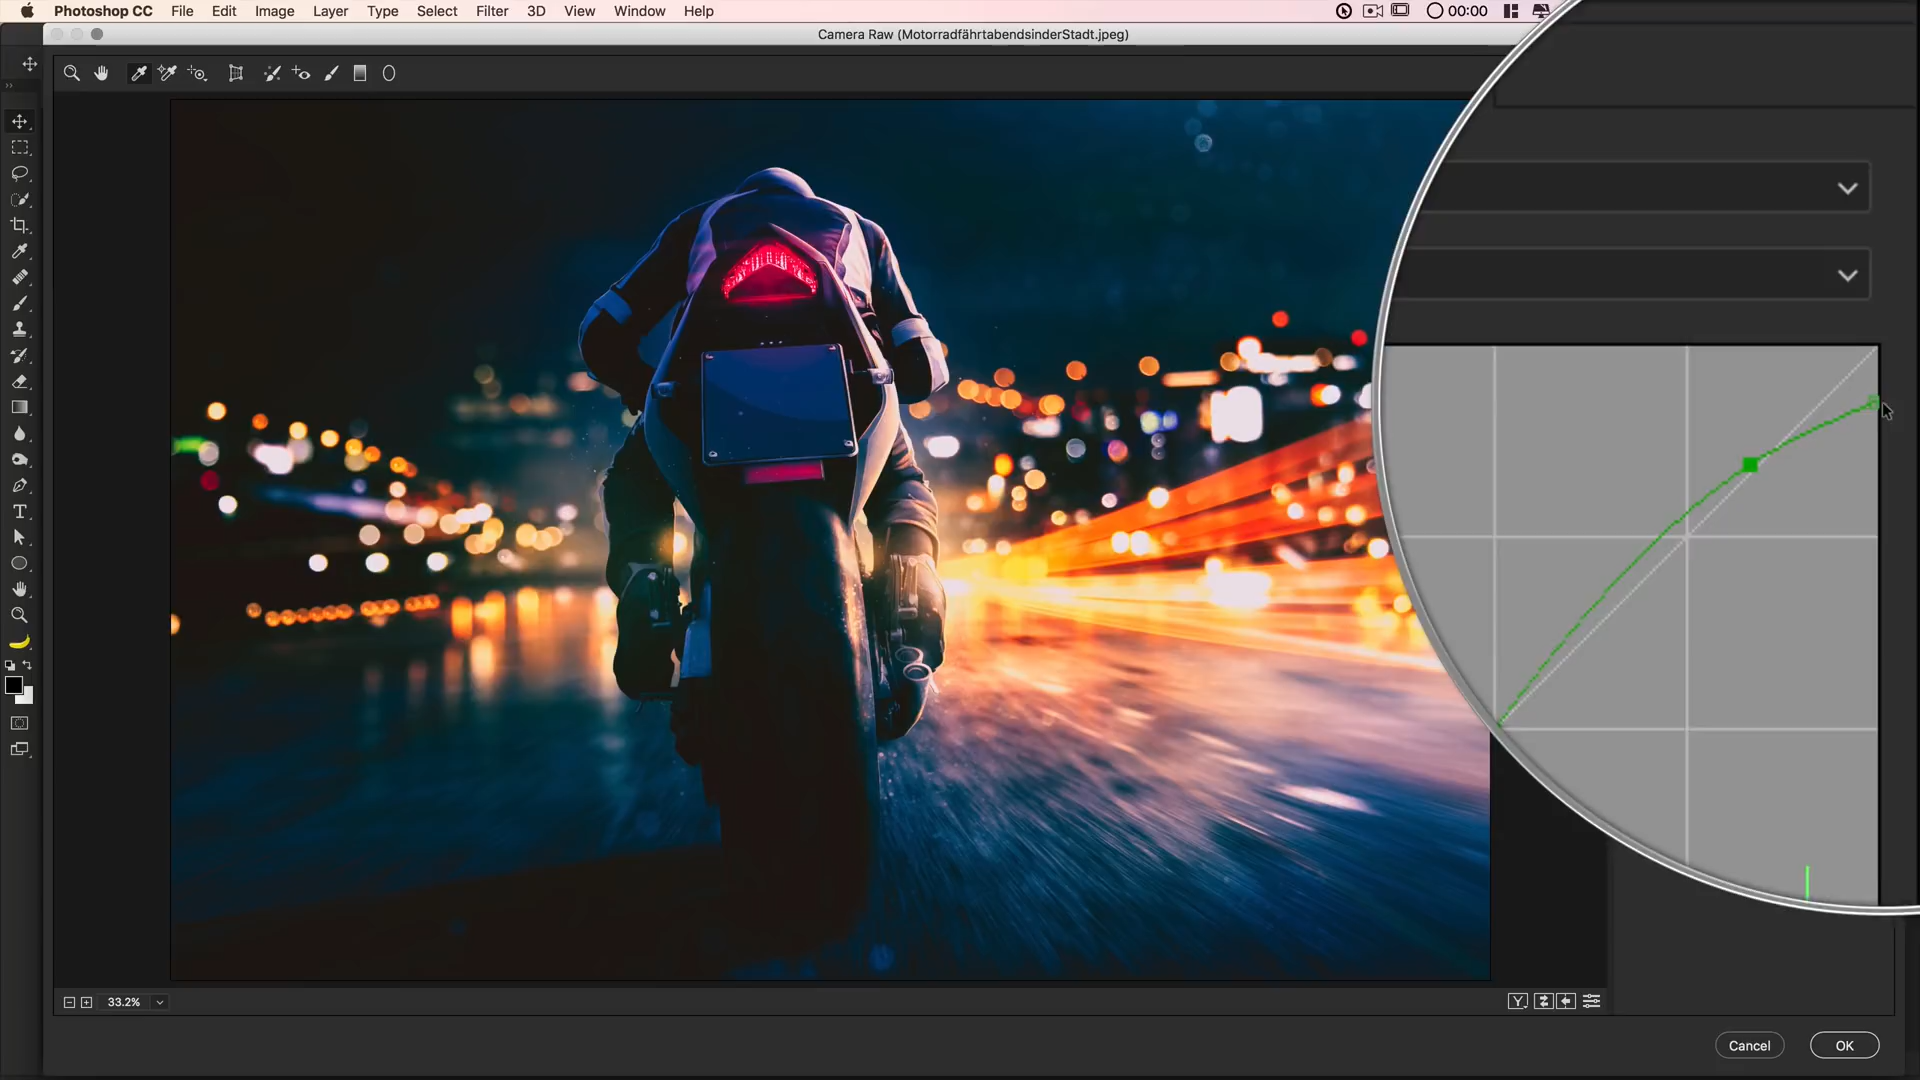 Photoshop CC File Edit Image Layer Type Select Filter 3D View Window Help 00:00
Camera Raw (MotorradfährtabendsinderStadt.jpeg)
33.2%
Cancel OK